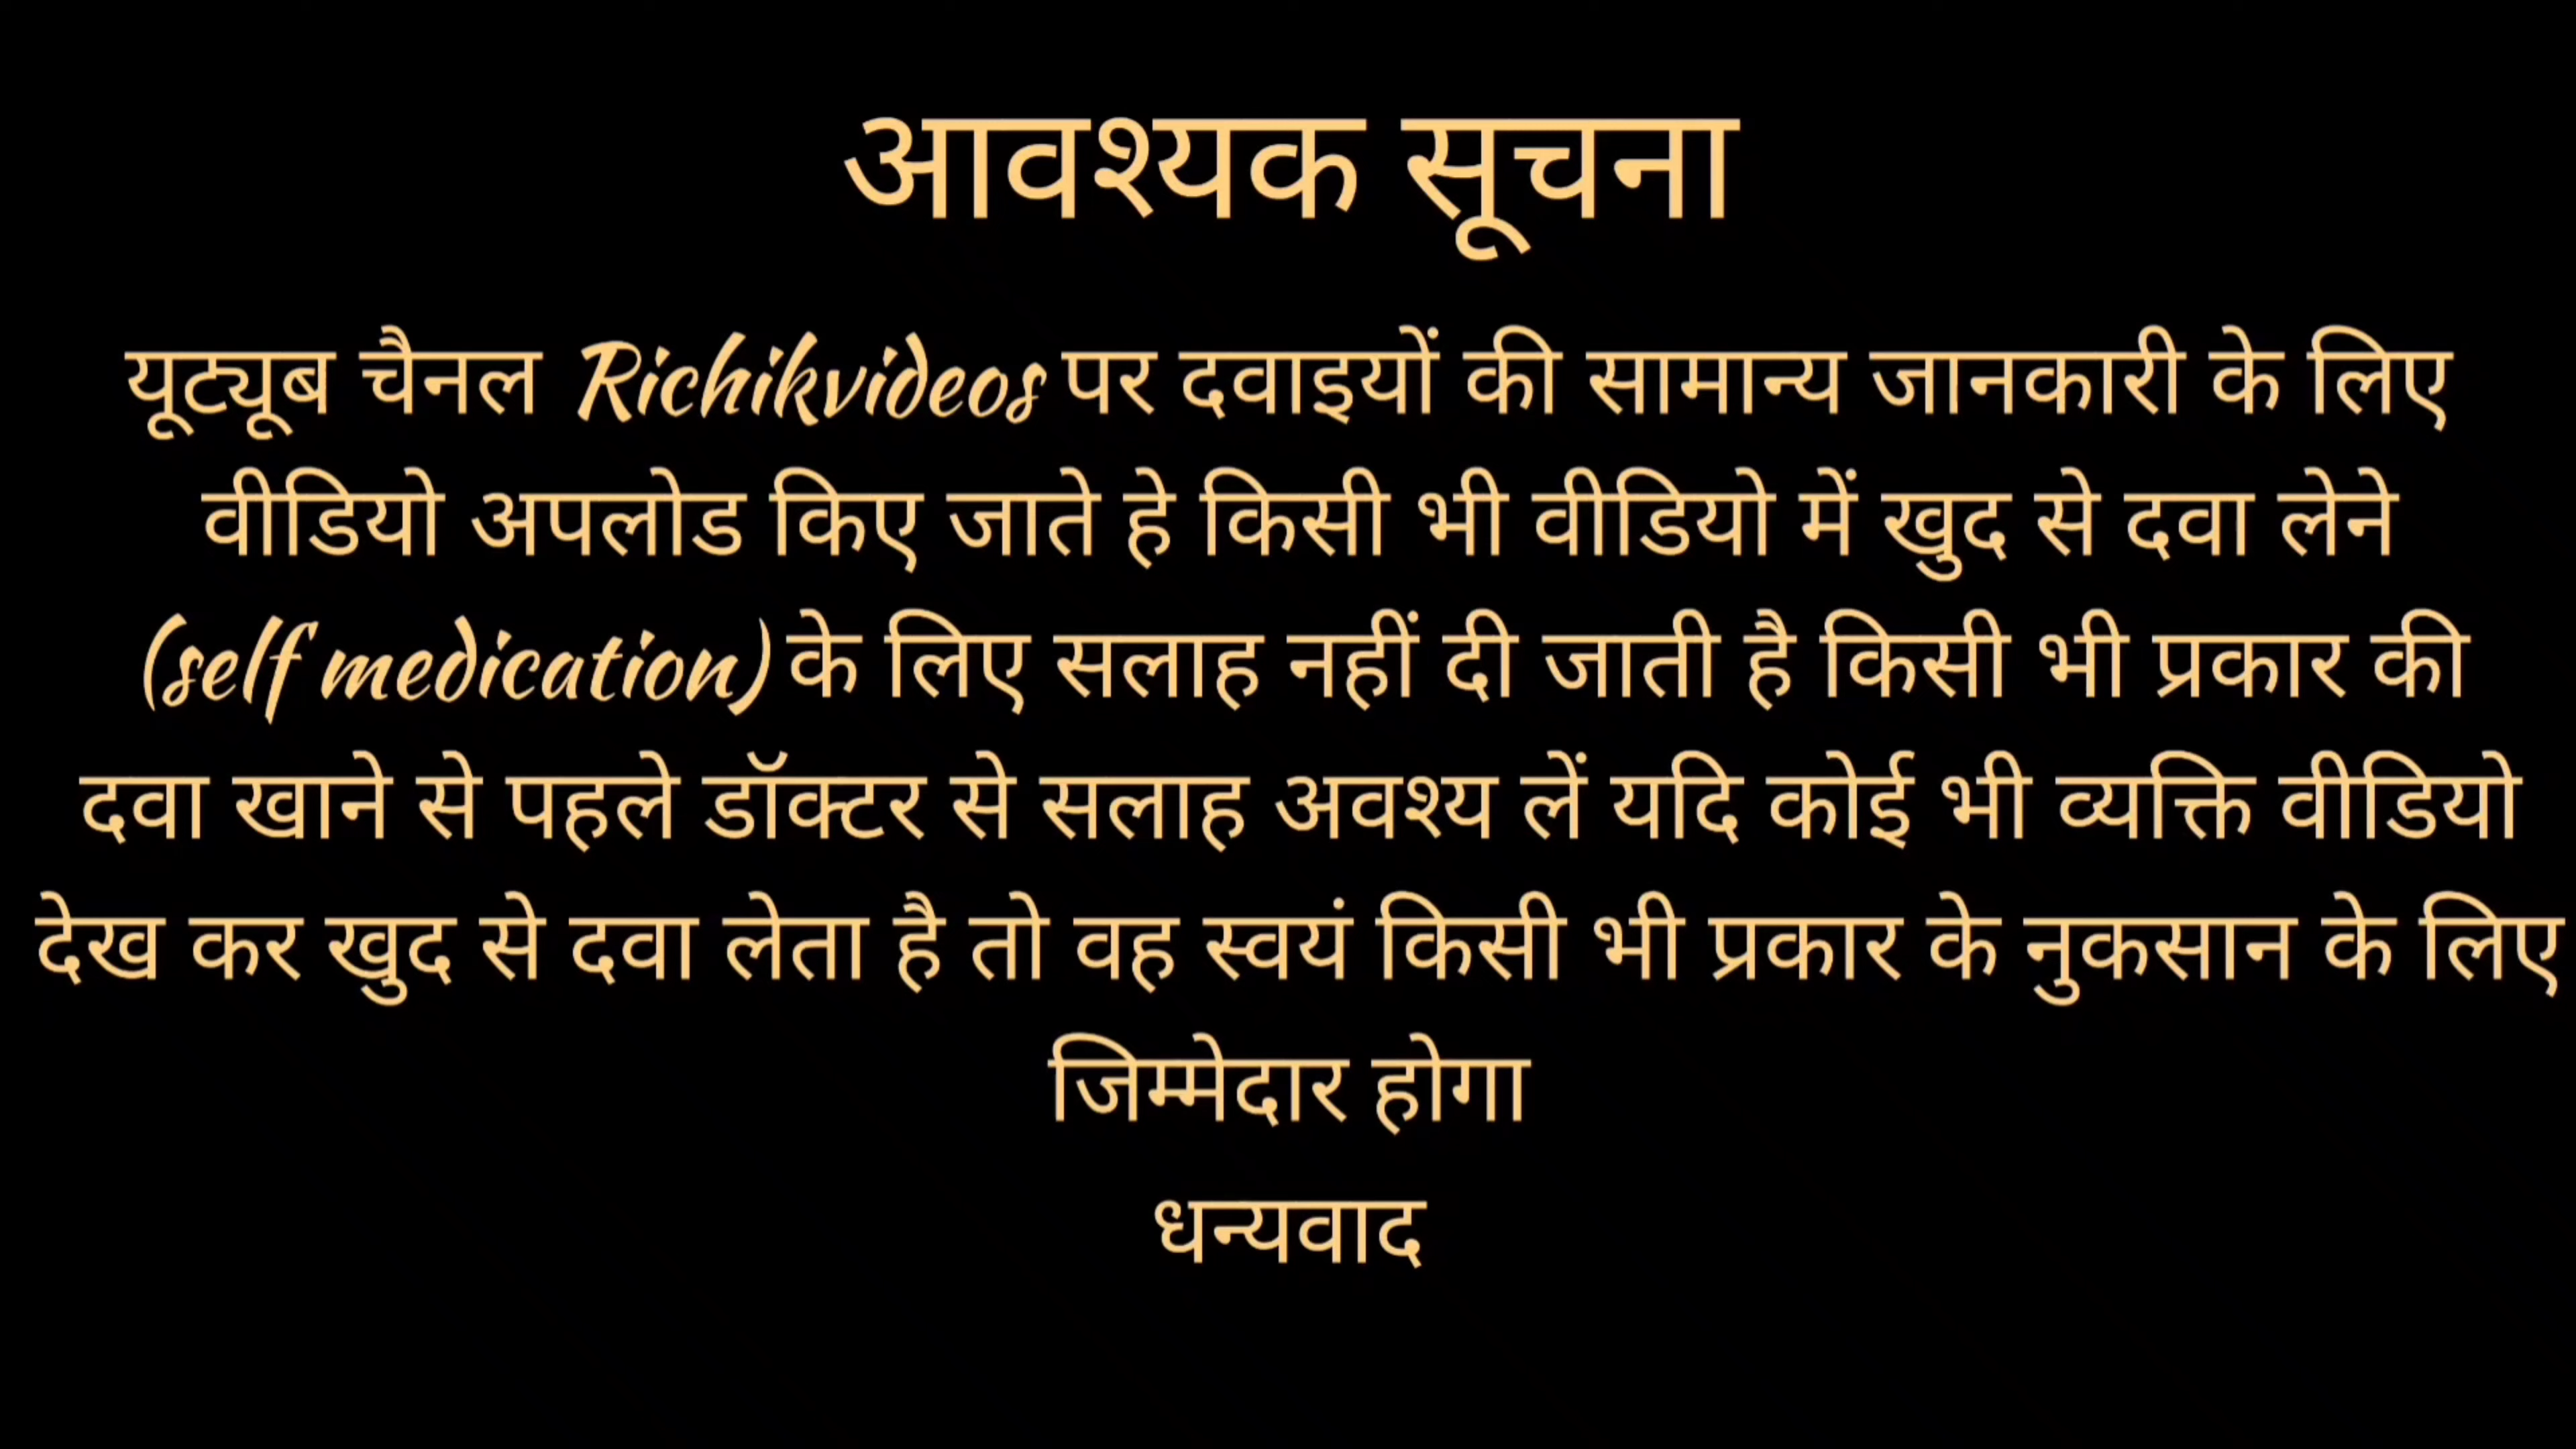 आवश्यक सूचना
यूट्यूब चैनल Richikvideos पर दवाइयों की सामान्य जानकारी के लिए
वीडियो अपलोड किए जाते हे किसी भी वीडियो में खुद से दवा लेने
(self medication) के लिए सलाह नहीं दी जाती है किसी भी प्रकार की
दवा खाने से पहले डॉक्टर से सलाह अवश्य लें यदि कोई भी व्यक्ति वीडियो
देख कर खुद से दवा लेता है तो वह स्वयं किसी भी प्रकार के नुकसान के लिए
जिम्मेदार होगा
धन्यवाद